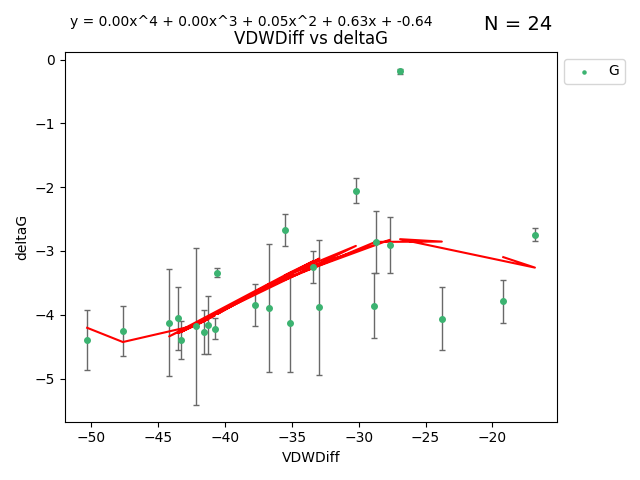 y = 0.00x^4 + 0.00x^3 + 0.05x^2 + 0.63x + -0.64
N = 24
VDWDiff vs deltaG
G
0
−1
−2
−3
−4
−5
deltaG
−50
−45
−40
−35
−30
−25
−20
VDWDiff